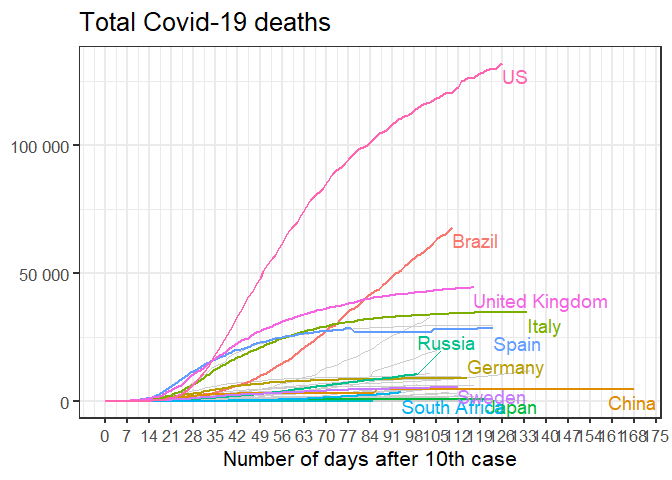 Total Covid-19 deaths
US
100 000
Brazil
50 000
United Kingdom
Italy
Spain
Russia
Germany
Sweden
China
South Africa
Japan
0
0 7 14 21 28 35 42 49 56 63 70 77 84 91 98 105 112 119 126 133 140 147 154 161 168 175
Number of days after 10th case